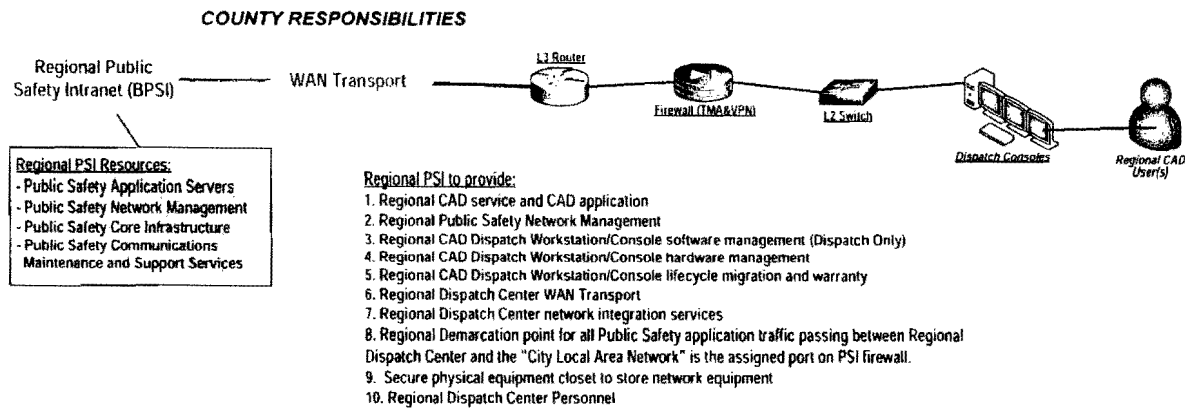 COUNTY RESPONSIBILITIES
Regional Public
Safety Intranet (BPSI)
WAN Transport
L3 Router
Firewall (TMA&VPN)
L2 Switch
Dispatch Consoles
Regional CAD
User(s)
Regional PSI Resources:
- Public Safety Application Servers
- Public Safety Network Management
- Public Safety Core Infrastructure
- Public Safety Communications
Maintenance and Support Services
Regional PSI to provide:
1. Regional CAD service and CAD application
2. Regional Public Safety Network Management
3. Regional CAD Dispatch Workstation/Console software management (Dispatch Only)
4. Regional CAD Dispatch Workstation/Console hardware management
5. Regional CAD Dispatch Workstation/Console lifecycle migration and warranty
6. Regional Dispatch Center WAN Transport
7. Regional Dispatch Center network integration services
8. Regional Demarcation point for all Public Safety application traffic passing between Regional
Dispatch Center and the "City Local Area Network" is the assigned port on PSI firewall.
9. Secure physical equipment closet to store network equipment
10. Regional Dispatch Center Personnel